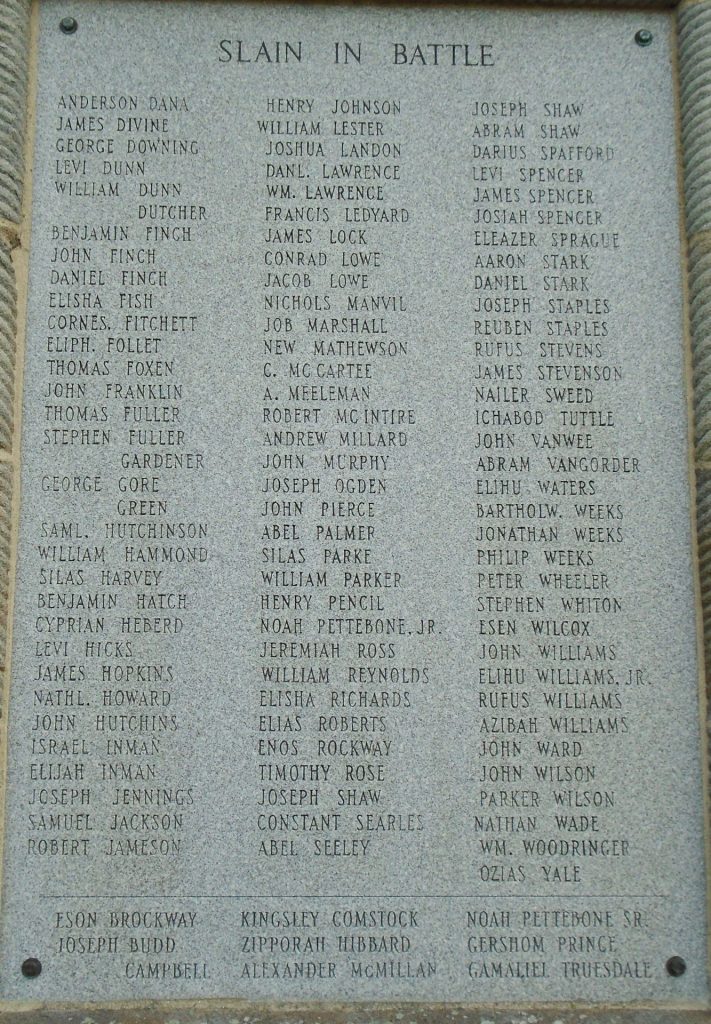 SLAIN IN BATTLE
ANDERSON DANA
JAMES DIVINE
GEORGE DOWNING
LEVI DUNN
WILLIAM DUNN
DUTCHER
BENJAMIN FINCH
JOHN FINCH
DANIEL FINCH
ELISHA FISH
CORNES. FITCHETT
ELIPH. FOLLET
THOMAS FOXEN
JOHN FRANKLIN
THOMAS FULLER
STEPHEN FULLER
GARDENER
GEORGE GORE
GREEN
SAML. HUTCHINSON
WILLIAM HAMMOND
SILAS HARVEY
BENJAMIN HATCH
CYPRIAN HEBERD
LEVI HICKS
JAMES HOPKINS
NATHL. HOWARD
JOHN HUTCHINS
ISRAEL INMAN
ELIJAH INMAN
JOSEPH JENNINGS
SAMUEL JACKSON
ROBERT JAMESON
HENRY JOHNSON
WILLIAM LESTER
JOSHUA LANDON
DANL. LAWRENCE
WM. LAWRENCE
FRANCIS LEDYARD
JAMES LOCK
CONRAD LOWE
JACOB LOWE
NICHOLS MANVIL
JOB MARSHALL
NEW MATHEWSON
C. MC CARTEE
A. MEELEMAN
ROBERT MC INTIRE
ANDREW MILLARD
JOHN MURPHY
JOSEPH OGDEN
JOHN PIERCE
ABEL PALMER
SILAS PARKE
WILLIAM PARKER
HENRY PENCIL
NOAH PETTEBONE, JR.
JEREMIAH ROSS
WILLIAM REYNOLDS
ELISHA RICHARDS
ELIAS ROBERTS
ENOS ROCKWAY
TIMOTHY ROSE
JOSEPH SHAW
CONSTANT SEARLES
ABEL SEELEY
JOSEPH SHAW
ABRAM SHAW
DARIUS SPAFFORD
LEVI SPENCER
JAMES SPENCER
JOSIAH SPENCER
ELEAZER SPRAGUE
AARON STARK
DANIEL STARK
JOSEPH STAPLES
REUBEN STAPLES
RUFUS STEVENS
JAMES STEVENSON
NAILER SWEED
ICHABOD TUTTLE
JOHN VANWEE
ABRAM VANGORDER
ELIHU WATERS
BARTHOLW. WEEKS
JONATHAN WEEKS
PHILIP WEEKS
PETER WHEELER
STEPHEN WHITON
ESEN WILCOX
JOHN WILLIAMS
ELIHU WILLIAMS, JR.
RUFUS WILLIAMS
AZIBAH WILLIAMS
JOHN WARD
JOHN WILSON
PARKER WILSON
NATHAN WADE
WM. WOODRINGER
OZIAS YALE
ESON BROCKWAY
JOSEPH BUDD
CAMPBELL
KINGSLEY COMSTOCK
ZIPPORAH HIBBARD
ALEXANDER McMILLAN
NOAH PETTEBONE SR.
GERSHOM PRINCE
GAMALIEL TRUESDALE